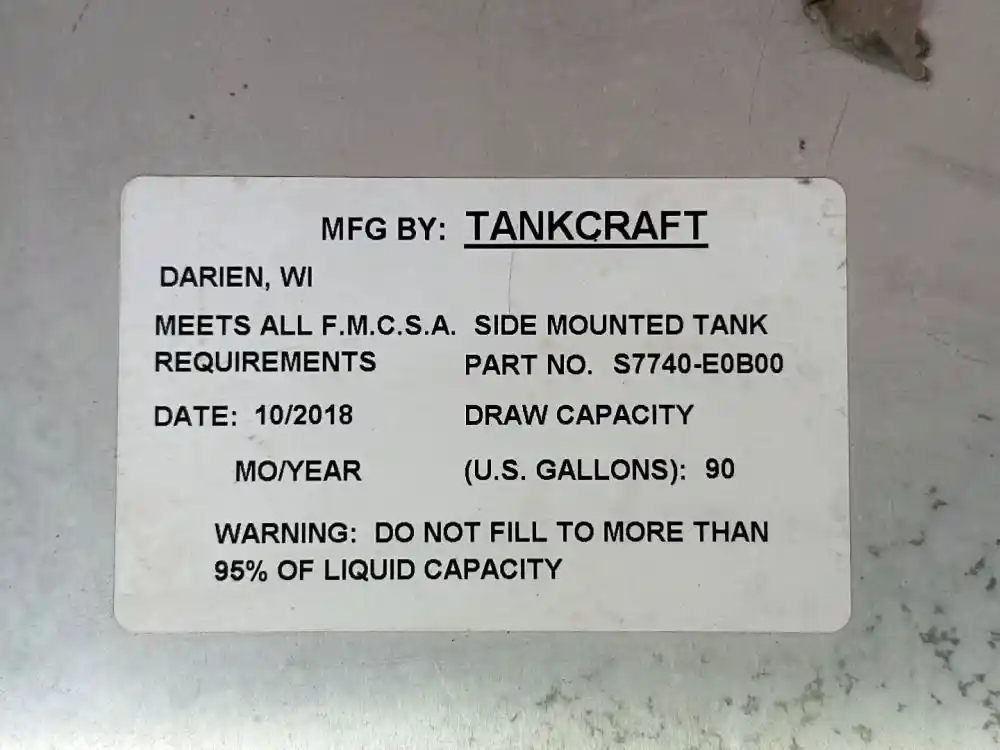 MFG BY: TANKCRAFT
DARIEN, WI
MEETS ALL F.M.C.S.A. SIDE MOUNTED TANK
REQUIREMENTS PART NO. S7740-E0B00
DATE: 10/2018 DRAW CAPACITY
MO/YEAR (U.S. GALLONS): 90
WARNING: DO NOT FILL TO MORE THAN
95% OF LIQUID CAPACITY